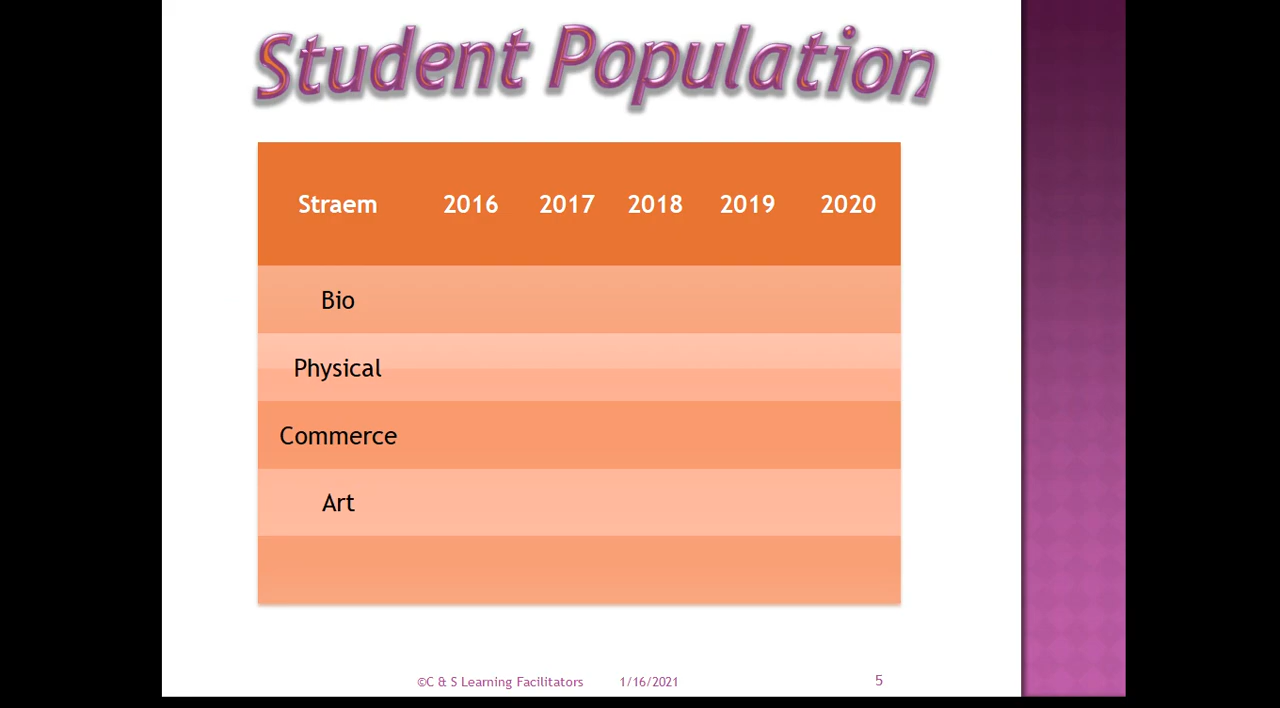 Student Population
Straem 2016 2017 2018 2019 2020
Bio
Physical
Commerce
Art
©C & S Learning Facilitators 1/16/2021 5